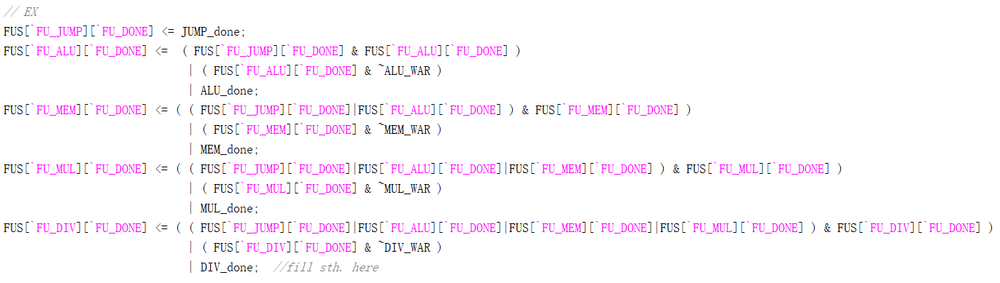 // EX
FUS[`FU_JUMP][`FU_DONE] <= JUMP_done;
FUS[`FU_ALU][`FU_DONE] <=  ( FUS[`FU_JUMP][`FU_DONE] & FUS[`FU_ALU][`FU_DONE] )
| ( FUS[`FU_ALU][`FU_DONE] & ~ALU_WAR )
| ALU_done;
FUS[`FU_MEM][`FU_DONE] <= ( ( FUS[`FU_JUMP][`FU_DONE]|FUS[`FU_ALU][`FU_DONE] ) & FUS[`FU_MEM][`FU_DONE] )
| ( FUS[`FU_MEM][`FU_DONE] & ~MEM_WAR )
| MEM_done;
FUS[`FU_MUL][`FU_DONE] <= ( ( FUS[`FU_JUMP][`FU_DONE]|FUS[`FU_ALU][`FU_DONE]|FUS[`FU_MEM][`FU_DONE] ) & FUS[`FU_MUL][`FU_DONE] )
| ( FUS[`FU_MUL][`FU_DONE] & ~MUL_WAR )
| MUL_done;
FUS[`FU_DIV][`FU_DONE] <= ( ( FUS[`FU_JUMP][`FU_DONE]|FUS[`FU_ALU][`FU_DONE]|FUS[`FU_MEM][`FU_DONE]|FUS[`FU_MUL][`FU_DONE] ) & FUS[`FU_DIV][`FU_DONE] )
| ( FUS[`FU_DIV][`FU_DONE] & ~DIV_WAR )
| DIV_done;  //fill sth. here